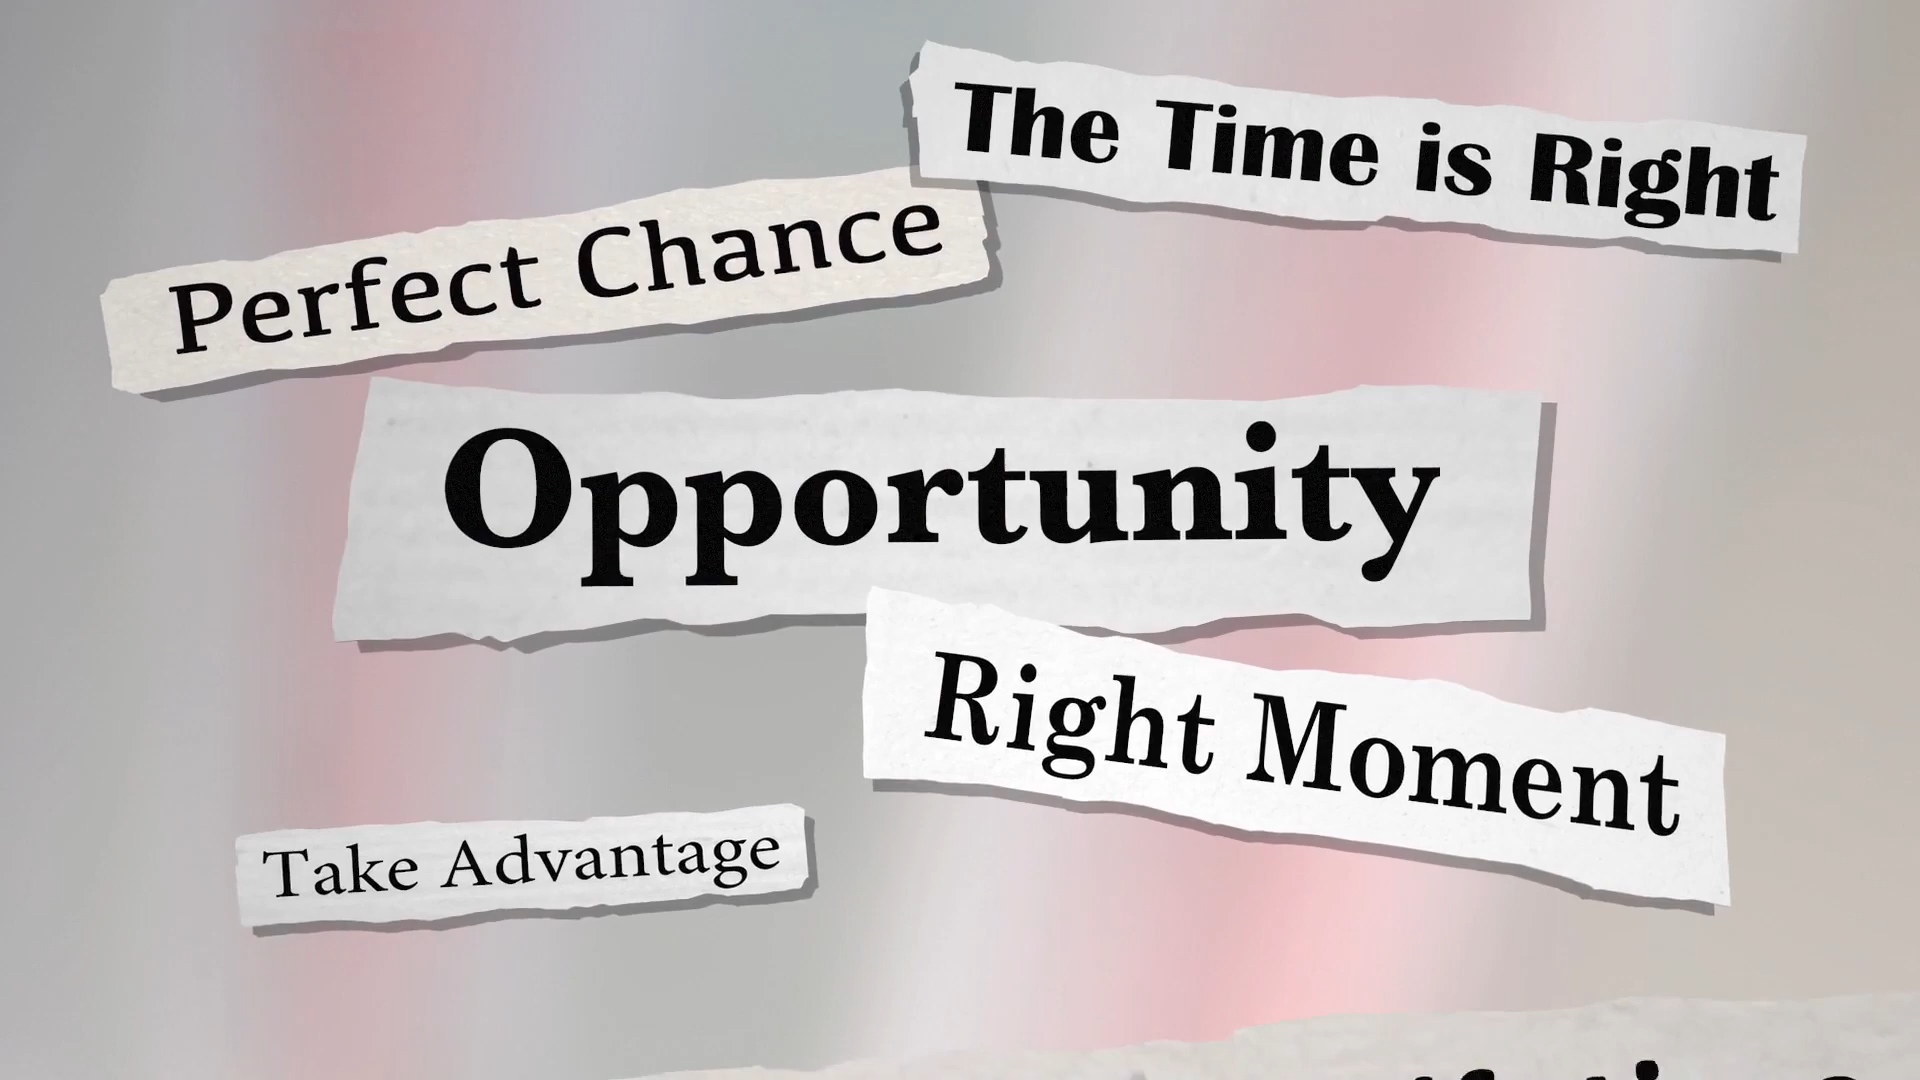 The Time is Right
Perfect Chance
Opportunity
Right Moment
Take Advantage